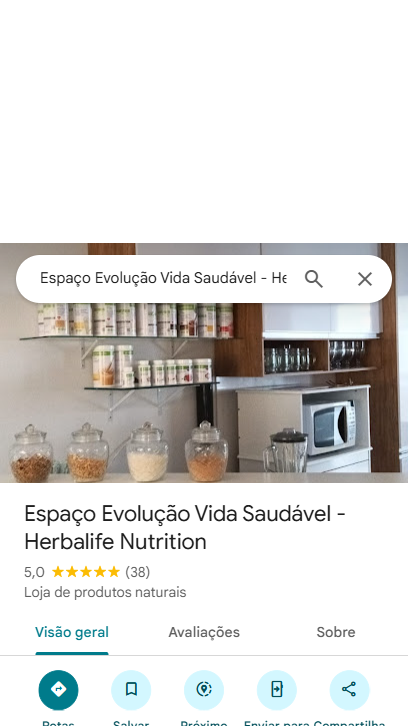 Espaço Evolução Vida Saudável - He
Espaço Evolução Vida Saudável -
Herbalife Nutrition
5,0 ★★★★★ (38)
Loja de produtos naturais
Visão geral Avaliações Sobre
Rotas Salvar Próximo Enviar para Compartilha